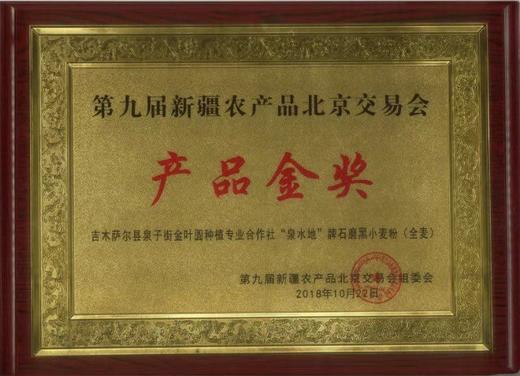 第九届新疆农产品北京交易会
产品金奖
吉木萨尔县泉子街金叶圆种植专业合作社“泉水地”牌石磨黑小麦粉（全麦）
第九届新疆农产品北京交易会组委会
2018年10月22日